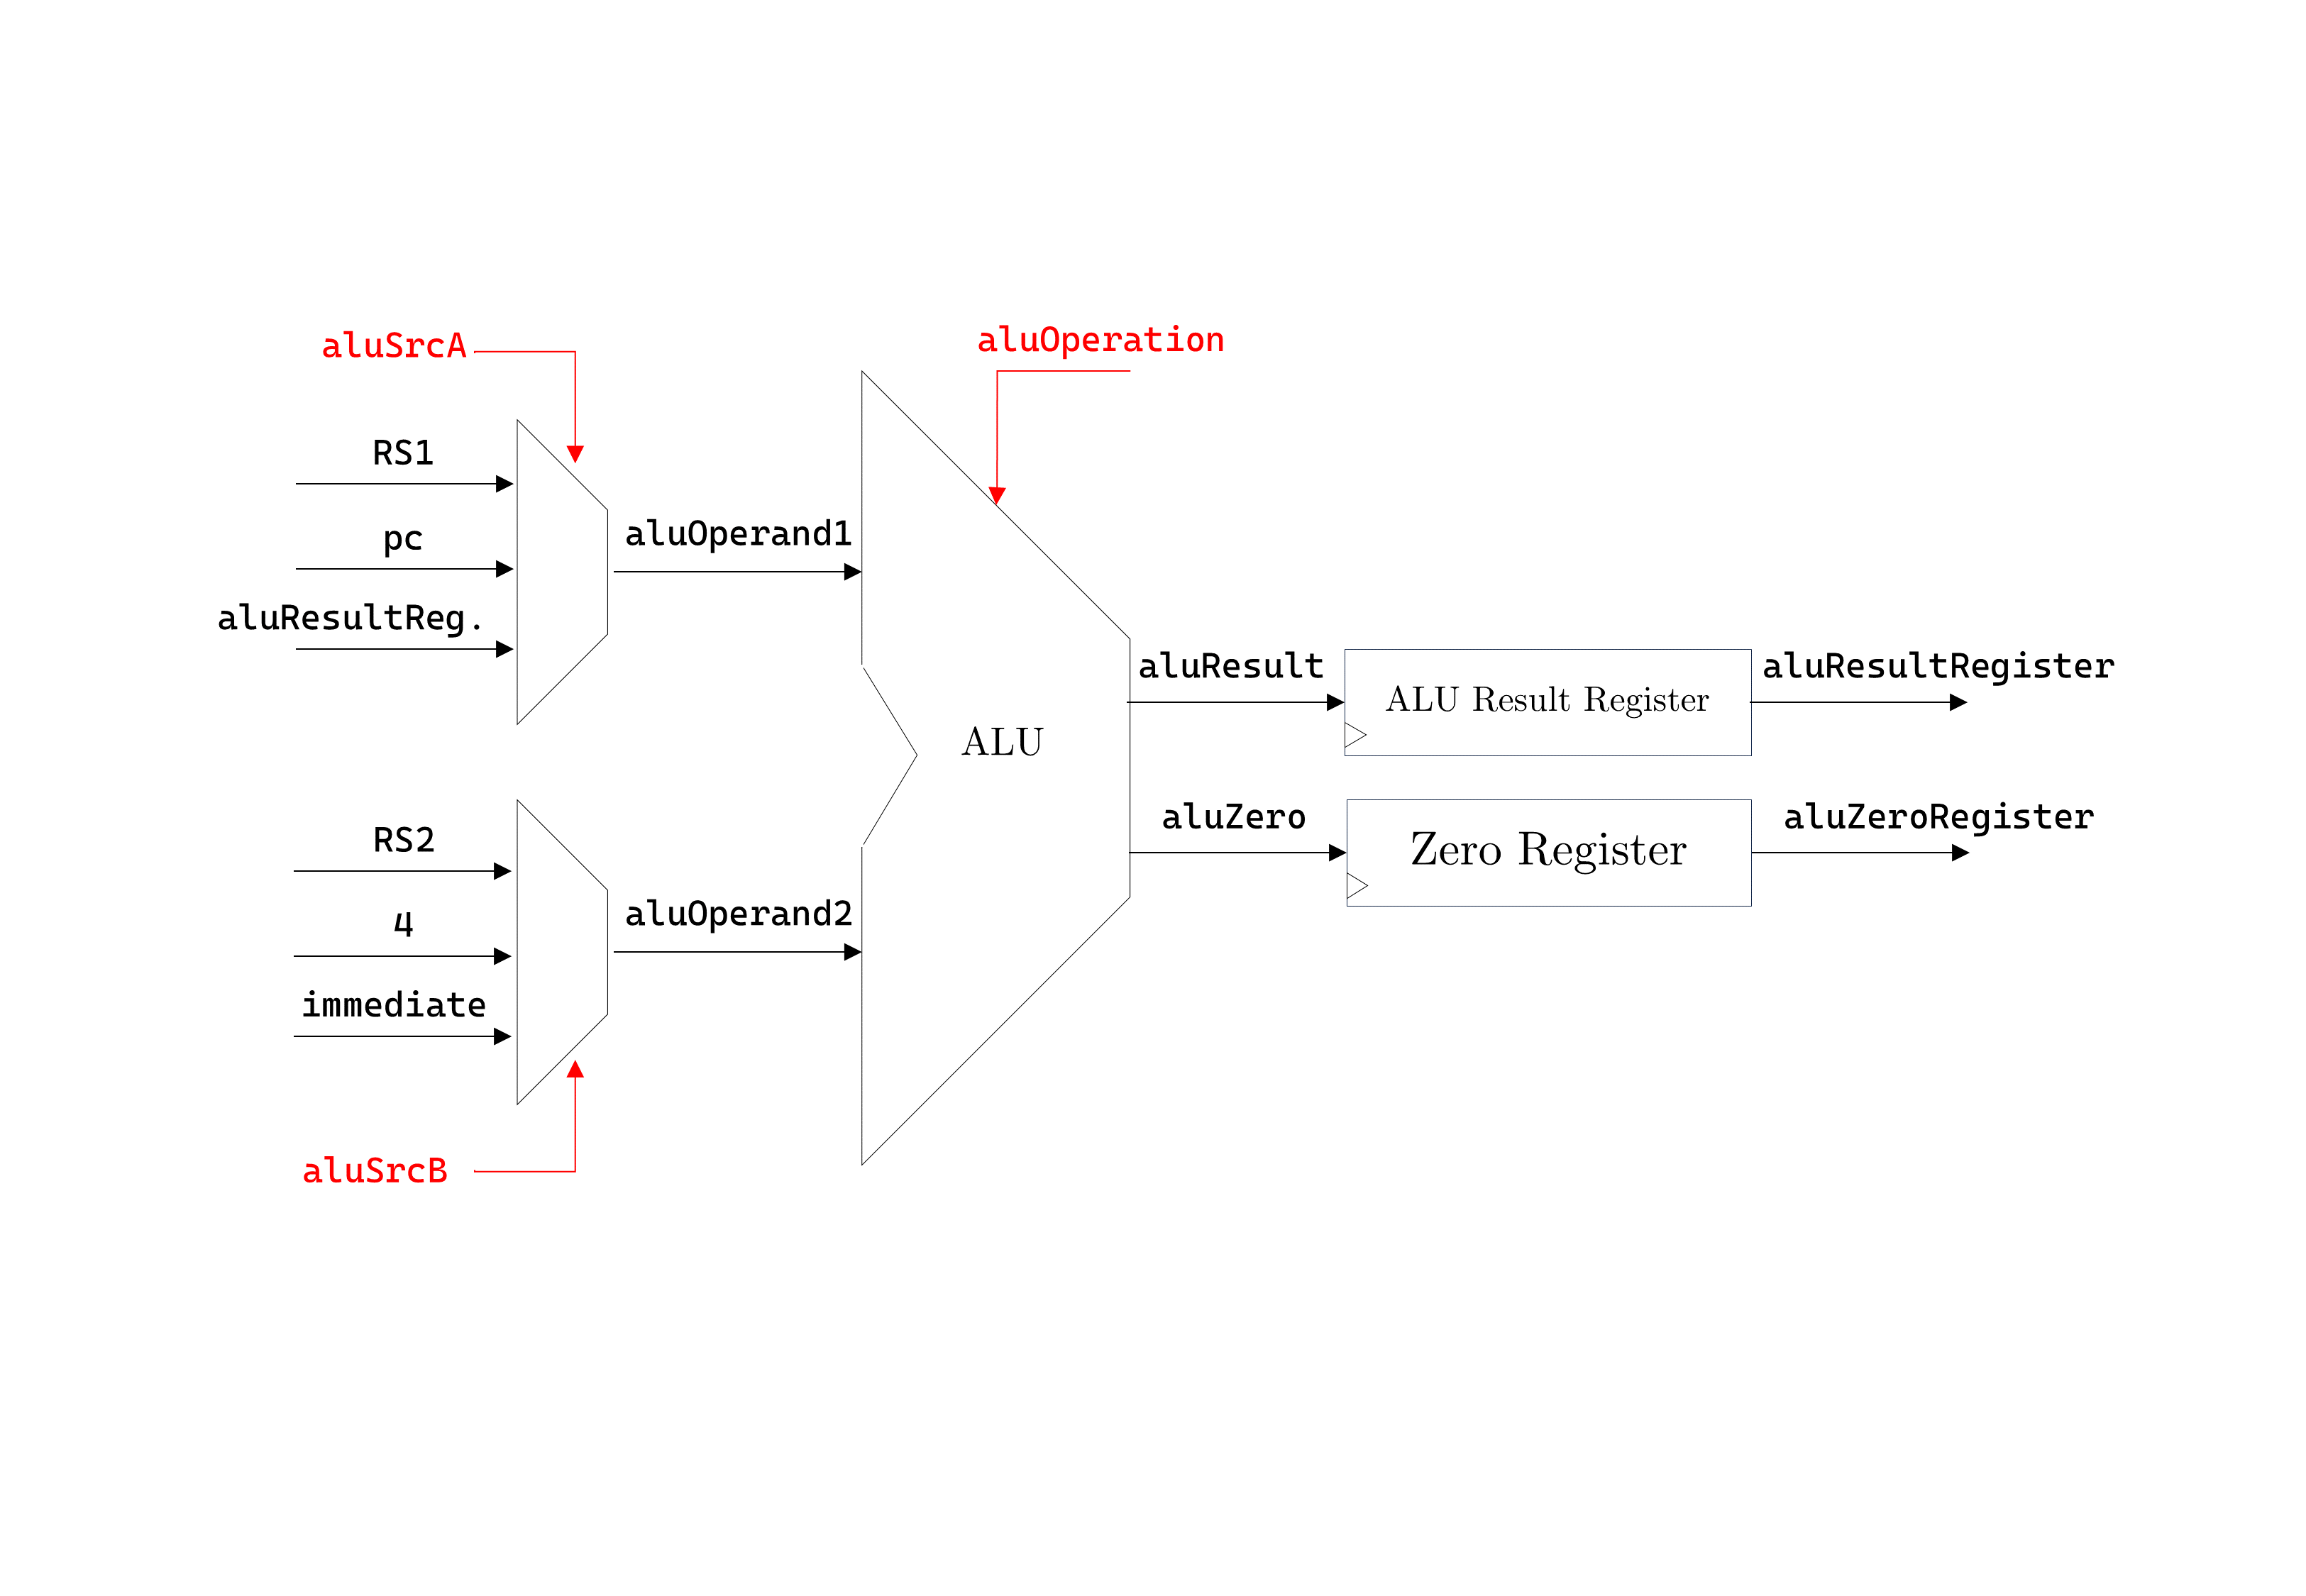 aluSrcA
aluOperation
RS1
pc
aluResultReg.
aluOperand1
aluResult
ALU Result Register
aluResultRegister
ALU
aluZero
Zero Register
aluZeroRegister
RS2
4
immediate
aluOperand2
aluSrcB